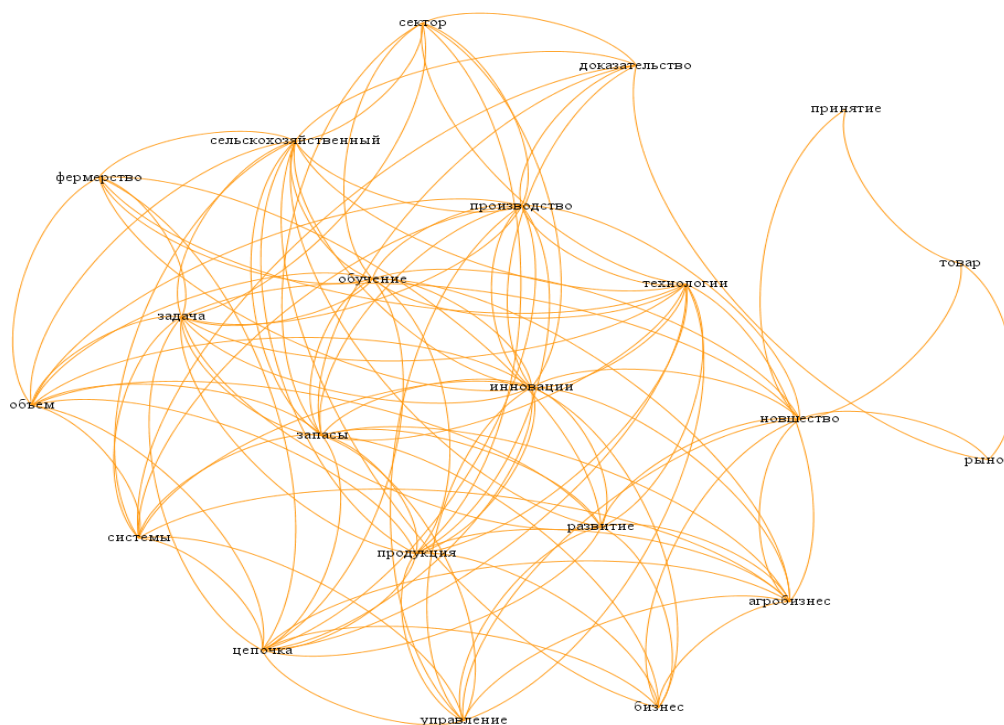 сектор
доказательство
принятие
сельскохозяйственный
фермерство
производство
товар
обучение
технологии
задача
инновации
объем
новшество
запасы
рыно
развитие
системы
продукция
агробизнес
цепочка
бизнес
управление